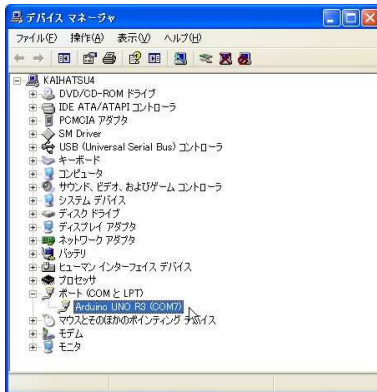 デバイス マネージャ
ファイル(F) 操作(A) 表示(V) ヘルプ(H)
KAIHATSU4
DVD/CD-ROM ドライブ
IDE ATA/ATAPI コントローラ
PCMCIA アダプタ
SM Driver
USB (Universal Serial Bus) コントローラ
キーボード
コンピュータ
サウンド、ビデオ、およびゲーム コントローラ
システム デバイス
ディスク ドライブ
ディスプレイ アダプタ
ネットワーク アダプタ
バッテリ
ヒューマン インターフェイス デバイス
プロセッサ
ポート (COM と LPT)
Arduino UNO R3 (COM7)
マウスとそのほかのポインティング デバイス
モデム
モニタ